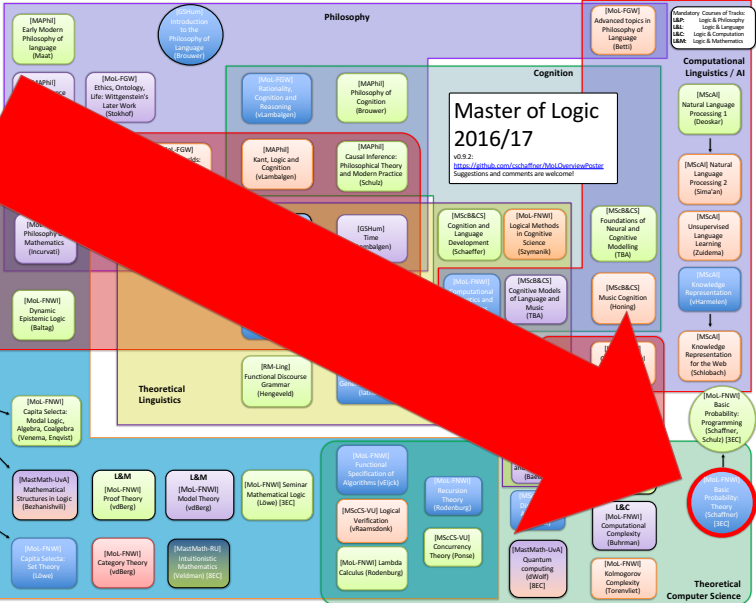 Philosophy
[MAPhil]
Early Modern
Philosophy of
language
(Maat)
[GSHum]
Introduction
to the
Philosophy of
Language
(Brouwer)
[MoL-FGW]
Advanced topics in
Philosophy of
Language
(Betti)
Mandatory Courses of Tracks:
L&P: Logic & Philosophy
L&L: Logic & Language
L&C: Logic & Computation
L&M: Logic & Mathematics
Computational
Linguistics / AI
[MAPhil]
[MoL-FGW]
Ethics, Ontology,
Life: Wittgenstein's
Later Work
(Stokhof)
[MoL-FGW]
Rationality,
Cognition and
Reasoning
(vLambalgen)
[MAPhil]
Philosophy of
Cognition
(Brouwer)
Cognition
Master of Logic
2016/17
v0.9.2:
https://github.com/cschaffner/MoLOverviewPoster
Suggestions and comments are welcome!
[MScAI]
Natural Language
Processing 1
(Deoskar)
[MAPhil]
Kant, Logic and
Cognition
(vLambalgen)
[MAPhil]
Causal Inference:
Philosophical Theory
and Modern Practice
(Schulz)
[MScAI] Natural
Language
Processing 2
(Sima'an)
Philosophy
Mathematics
(Incurvati)
[GSHum]
Time
[MScB&CS]
Cognition and
Language
Development
(Schaeffer)
[MoL-FNWI]
Logical Methods
in Cognitive
Science
(Szymanik)
[MScB&CS]
Foundations of
Neural and
Cognitive
Modelling
(TBA)
[MScAI]
Unsupervised
Language
Learning
(Zuidema)
[MoL-FNWI]
Dynamic
Epistemic Logic
(Baltag)
[MoL-FNWI]
[MScB&CS]
Cognitive Models
of Language and
Music
(TBA)
[MScB&CS]
Music Cognition
(Honing)
[MScAI]
Knowledge
Representation
(vHarmelen)
[MScAI]
Knowledge
Representation
for the Web
(Schlobach)
Theoretical
Linguistics
[RM-Ling]
Functional Discourse
Grammar
(Hengeveld)
[MoL-FNWI]
Capita Selecta:
Modal Logic,
Algebra, Coalgebra
(Venema, Enqvist)
[MoL-FNWI]
Basic
Probability:
Programming
(Schaffner,
Schulz) [3EC]
[MastMath-UvA]
Mathematical
Structures in Logic
(Bezhanishvili)
L&M
[MoL-FNWI]
Proof Theory
(vdBerg)
L&M
[MoL-FNWI]
Model Theory
(vdBerg)
[MoL-FNWI] Seminar
Mathematical Logic
(Löwe) [3EC]
[MoL-FNWI]
Functional
Specification of
Algorithms (vEijck)
[MoL-FNWI]
Recursion
Theory
(Rodenburg)
[MoL-FNWI]
Basic
Probability:
Theory
(Schaffner)
[3EC]
[MScCS-VU] Logical
Verification
(vRaamsdonk)
L&C
[MoL-FNWI]
Computational
Complexity
(Buhrman)
[MoL-FNWI]
Capita Selecta:
Set Theory
(Löwe)
[MoL-FNWI]
Category Theory
(vdBerg)
[MastMath-RU]
Intuitionistic
Mathematics
(Veldman) [8EC]
[MoL-FNWI] Lambda
Calculus (Rodenburg)
[MScCS-VU]
Concurrency
Theory (Ponse)
[MastMath-UvA]
Quantum
computing
(dWolf)
[8EC]
[MoL-FNWI]
Kolmogorov
Complexity
(Torenvliet)
Theoretical
Computer Science